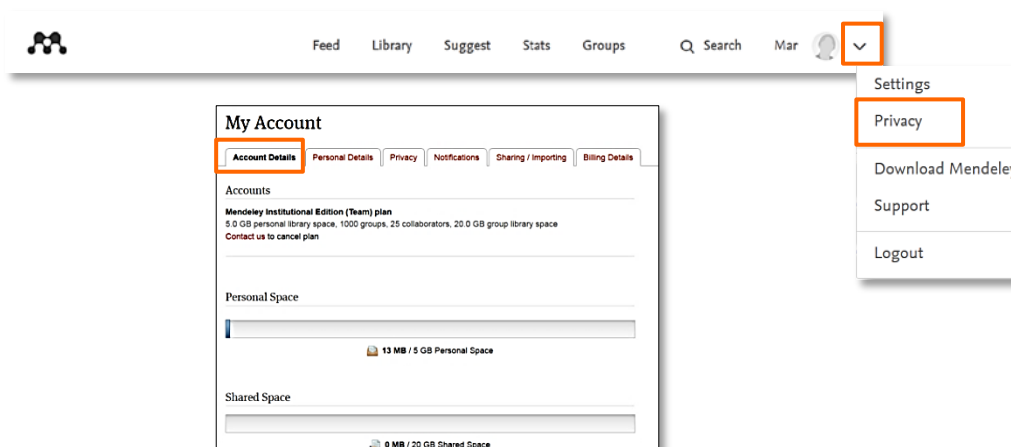 Feed Library Suggest Stats Groups Search Mar
Settings
Privacy
Download Mendeley
Support
Logout
My Account
Account Details Personal Details Privacy Notifications Sharing / Importing Billing Details
Accounts
Mendeley Institutional Edition (Team) plan
5.0 GB personal library space, 1000 groups, 25 collaborators, 20.0 GB group library space
Contact us to cancel plan
Personal Space
13 MB / 5 GB Personal Space
Shared Space
0 MB / 20 GB Shared Space